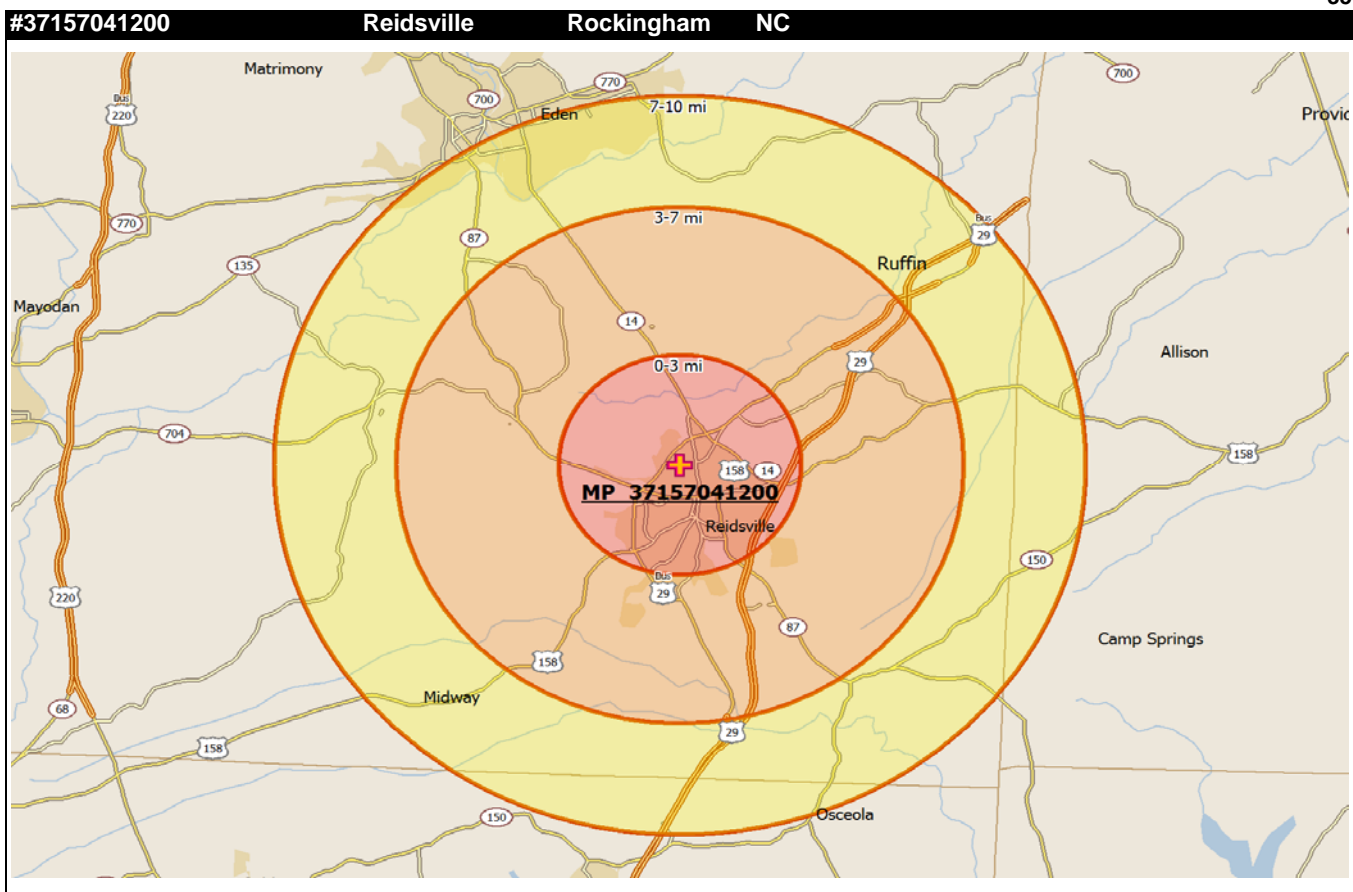 #37157041200 Reidsville Rockingham NC
Matrimony
770
700
Bus
220
700
7-10 mi
Eden
Provic
3-7 mi
770
87
Bus
29
135
Ruffin
Mayodan
14
Allison
0-3 mi
29
704
158
158 14
MP 37157041200
Reidsville
150
Bus
29
220
87
Camp Springs
158
Midway
68
29
158
150
Osceola